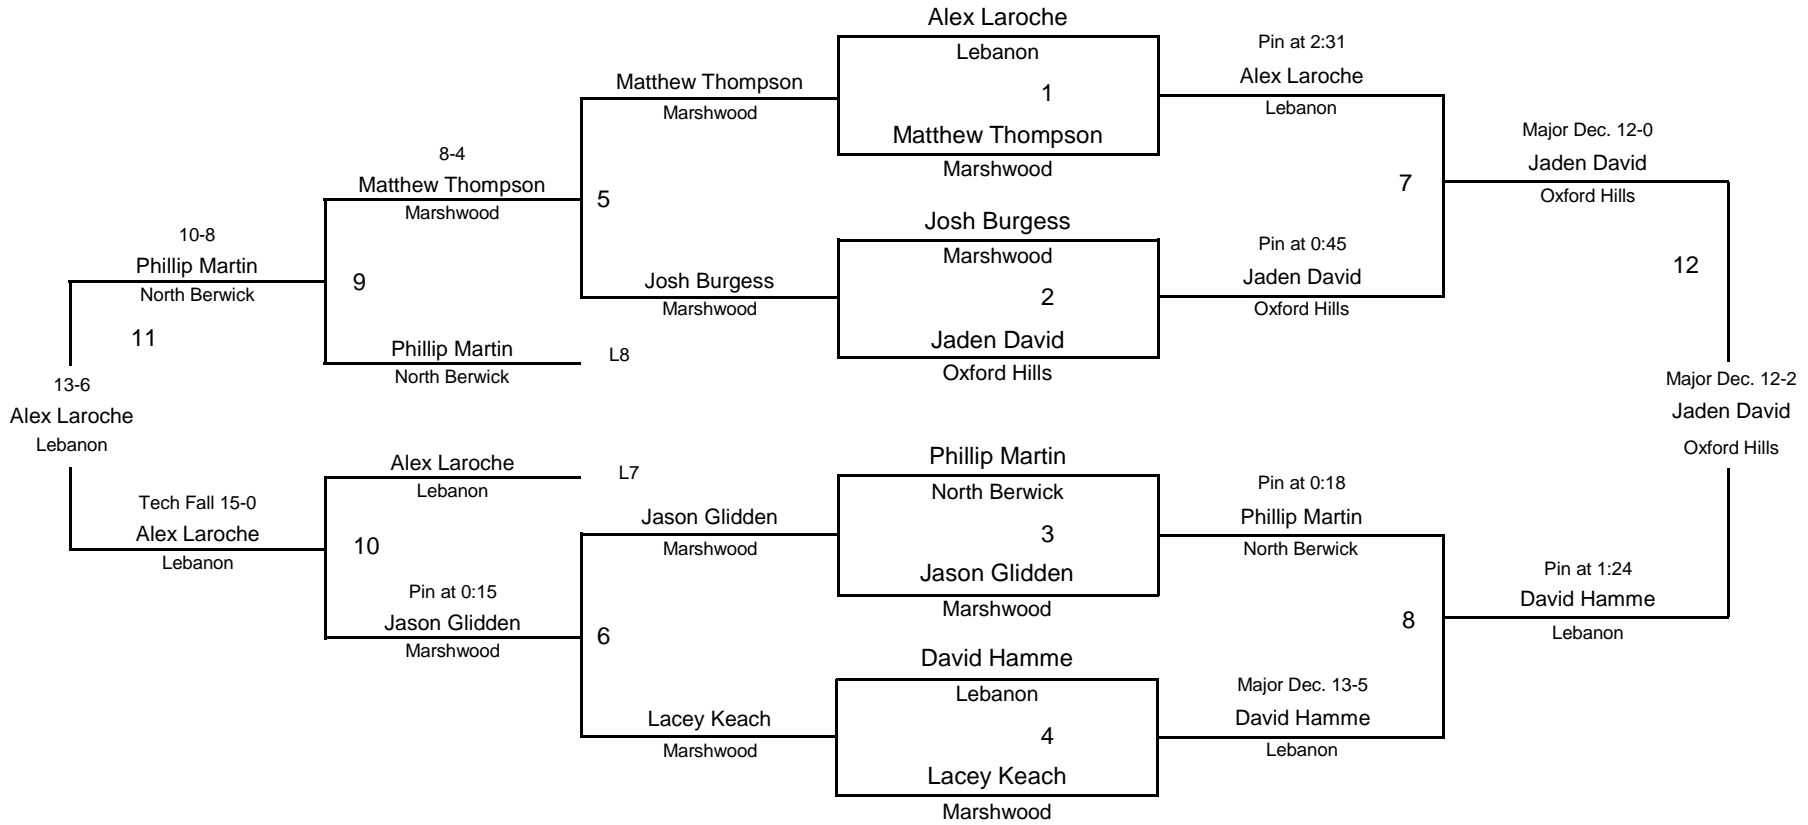 Alex Laroche
Lebanon
1
Matthew Thompson
Marshwood
Josh Burgess
Marshwood
2
Jaden David
Oxford Hills
Phillip Martin
North Berwick
3
Jason Glidden
Marshwood
David Hamme
Lebanon
4
Lacey Keach
Marshwood
Pin at 2:31
Alex Laroche
Lebanon
7
Pin at 0:45
Jaden David
Oxford Hills
Pin at 0:18
Phillip Martin
North Berwick
8
Major Dec. 13-5
David Hamme
Lebanon
Major Dec. 12-0
Jaden David
Oxford Hills
12
Pin at 1:24
David Hamme
Lebanon
Major Dec. 12-2
Jaden David
Oxford Hills
Matthew Thompson
Marshwood
5
Josh Burgess
Marshwood
Jason Glidden
Marshwood
6
Lacey Keach
Marshwood
8-4
Matthew Thompson
Marshwood
9
Phillip Martin
North Berwick
L8
Alex Laroche
Lebanon
L7
10
Pin at 0:15
Jason Glidden
Marshwood
10-8
Phillip Martin
North Berwick
11
Tech Fall 15-0
Alex Laroche
Lebanon
13-6
Alex Laroche
Lebanon